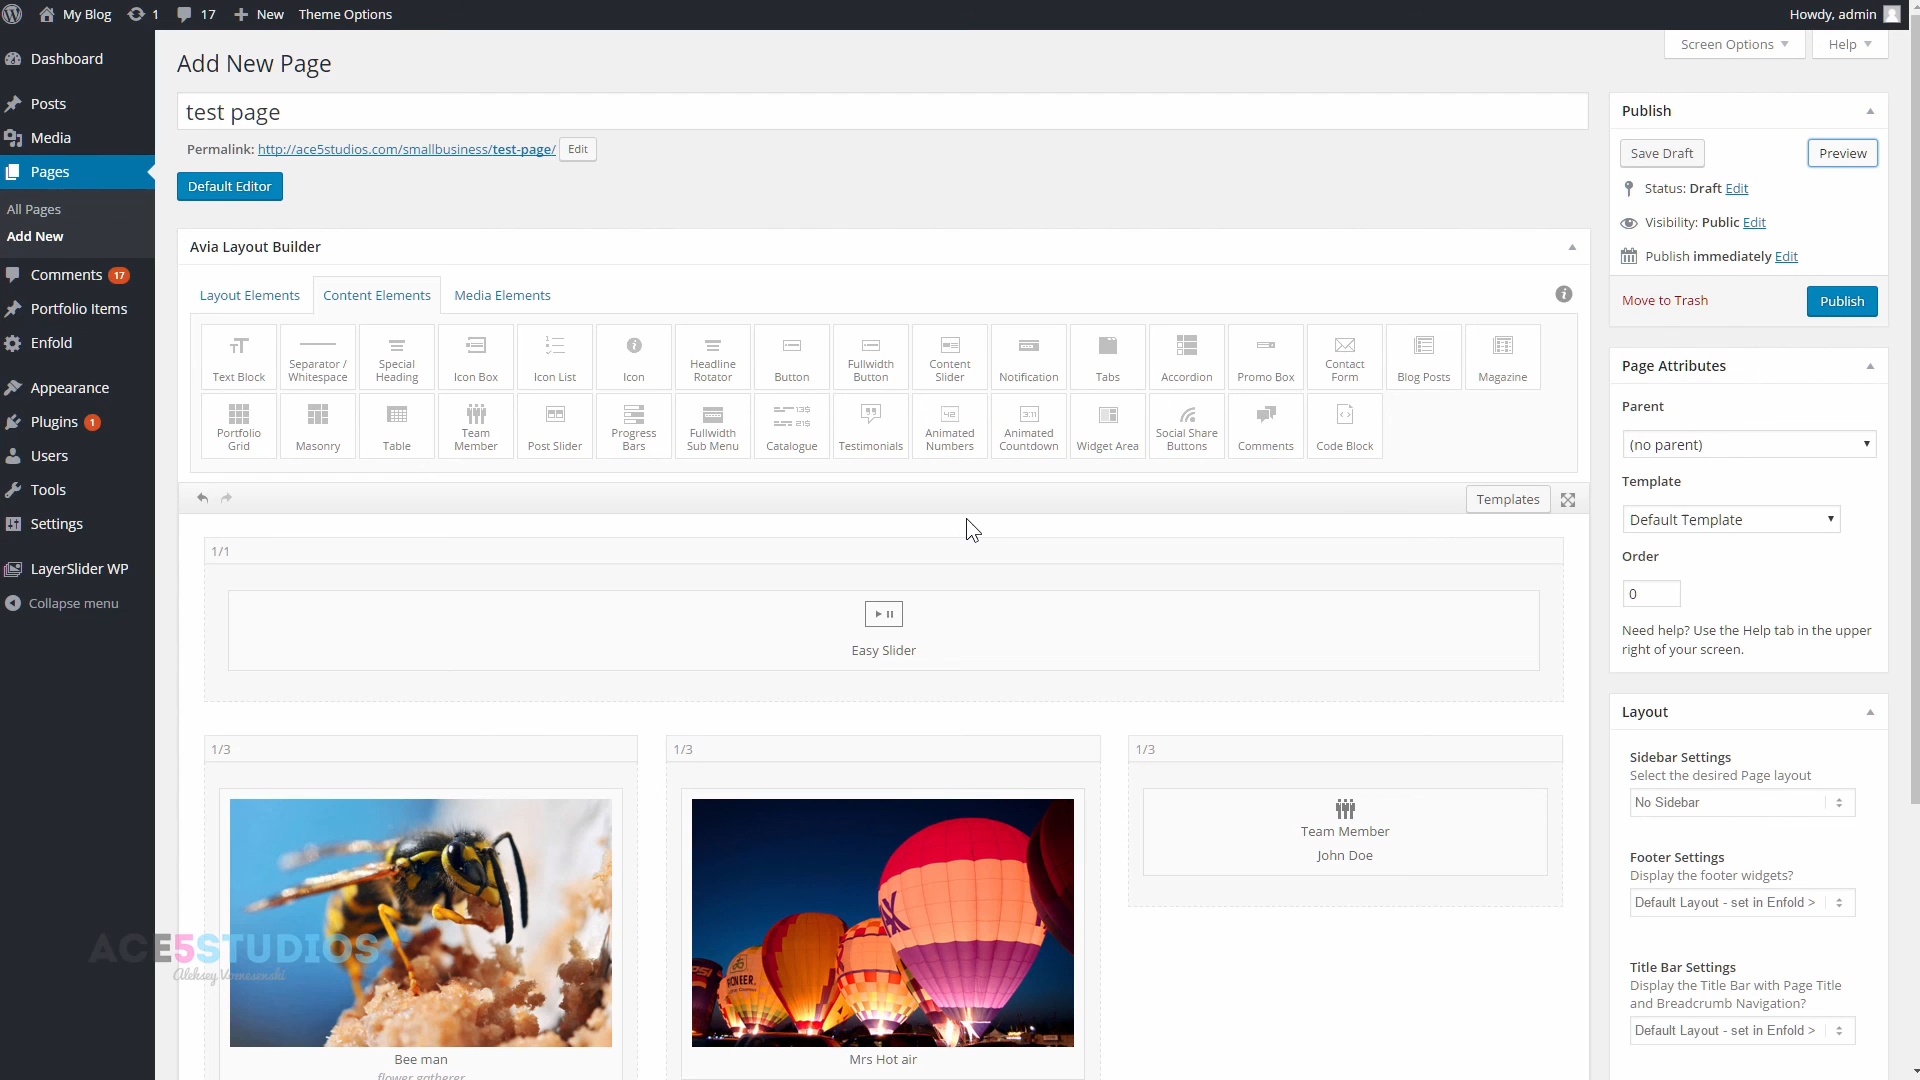 My Blog
1
17
New
Theme Options
Howdy, admin
Dashboard
Posts
Media
Pages
All Pages
Add New
Comments 17
Portfolio Items
Enfold
Appearance
Plugins 1
Users
Tools
Settings
LayerSlider WP
Collapse menu
Screen Options
Help
Add New Page
test page
Permalink: http://ace5studios.com/smallbusiness/test-page/
Edit
Default Editor
Avia Layout Builder
Layout Elements
Content Elements
Media Elements
Text Block
Separator /
Whitespace
Special
Heading
Icon Box
Icon List
Icon
Headline
Rotator
Button
Fullwidth
Button
Content
Slider
Notification
Tabs
Accordion
Promo Box
Contact
Form
Blog Posts
Magazine
Portfolio
Grid
Masonry
Table
Team
Member
Post Slider
Progress
Bars
Fullwidth
Sub Menu
13$
21$
Catalogue
Testimonials
42
Animated
Numbers
3:11
Animated
Countdown
Widget Area
Social Share
Buttons
Comments
Code Block
Templates
1/1
Easy Slider
1/3
Bee man
flower gatherer
1/3
PIONEER
Mrs Hot air
1/3
Team Member
John Doe
Publish
Save Draft
Preview
Status: Draft Edit
Visibility: Public Edit
Publish immediately Edit
Move to Trash
Publish
Page Attributes
Parent
(no parent)
Template
Default Template
Order
0
Need help? Use the Help tab in the upper
right of your screen.
Layout
Sidebar Settings
Select the desired Page layout
No Sidebar
Footer Settings
Display the footer widgets?
Default Layout - set in Enfold >
Title Bar Settings
Display the Title Bar with Page Title
and Breadcrumb Navigation?
Default Layout - set in Enfold >
ACE5STUDIOS